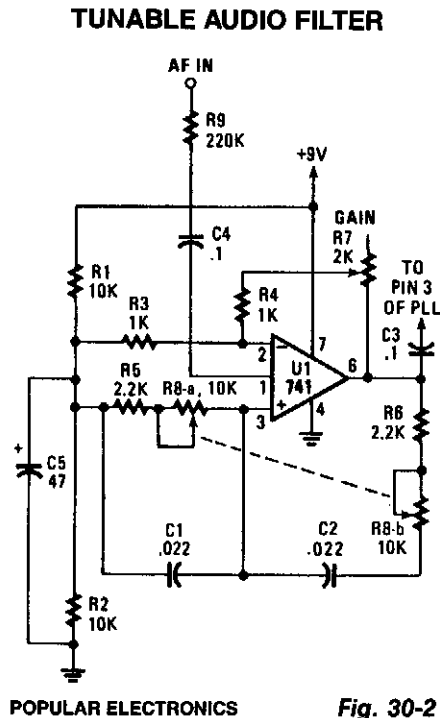 TUNABLE AUDIO FILTER
AF IN
R9
220K
+9V
C4
.1
GAIN
R7
2K
TO
PIN 3
OF PLL
R1
10K
R3
1K
R4
1K
C3
.1
2
7
U1
741
6
1
3
4
R5
2.2K
R8-a, 10K
R6
2.2K
+
C5
47
R8-b
10K
C1
.022
C2
.022
R2
10K
POPULAR ELECTRONICS
Fig. 30-2